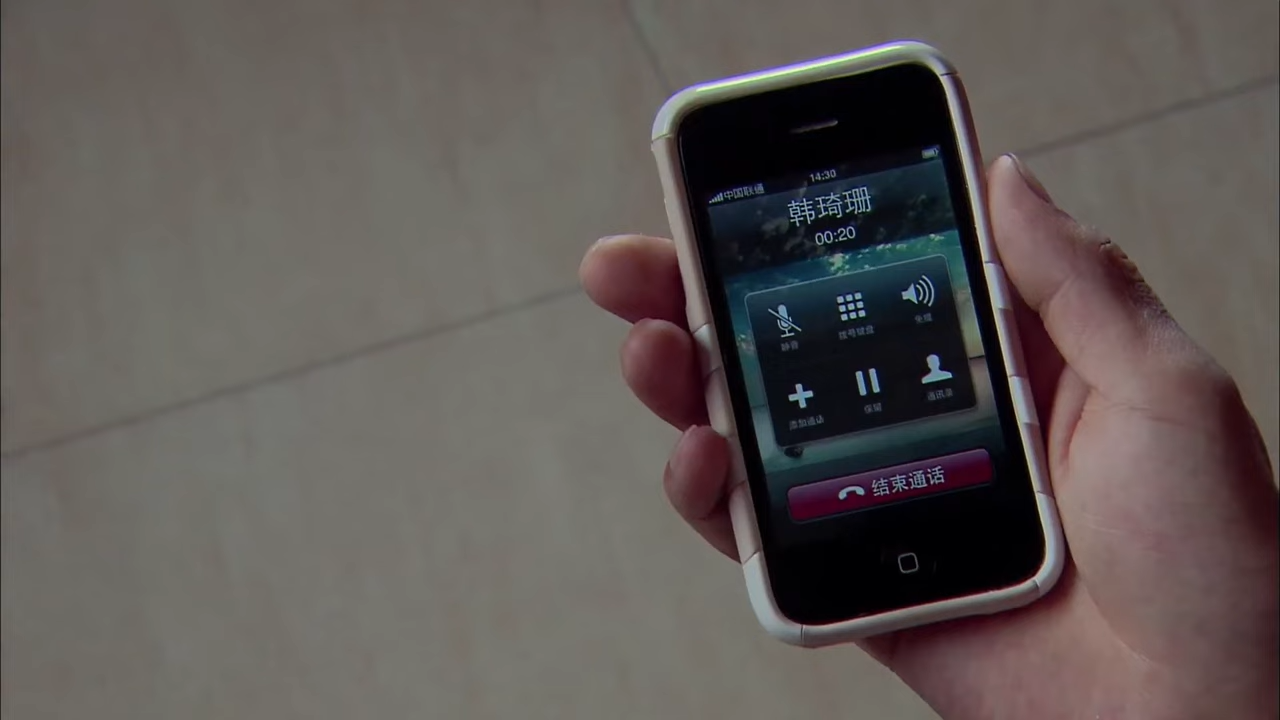 中国联通 14:30
韩琦珊
00:20
静音 拨号键盘 免提
添加通话 保留 通讯录
结束通话